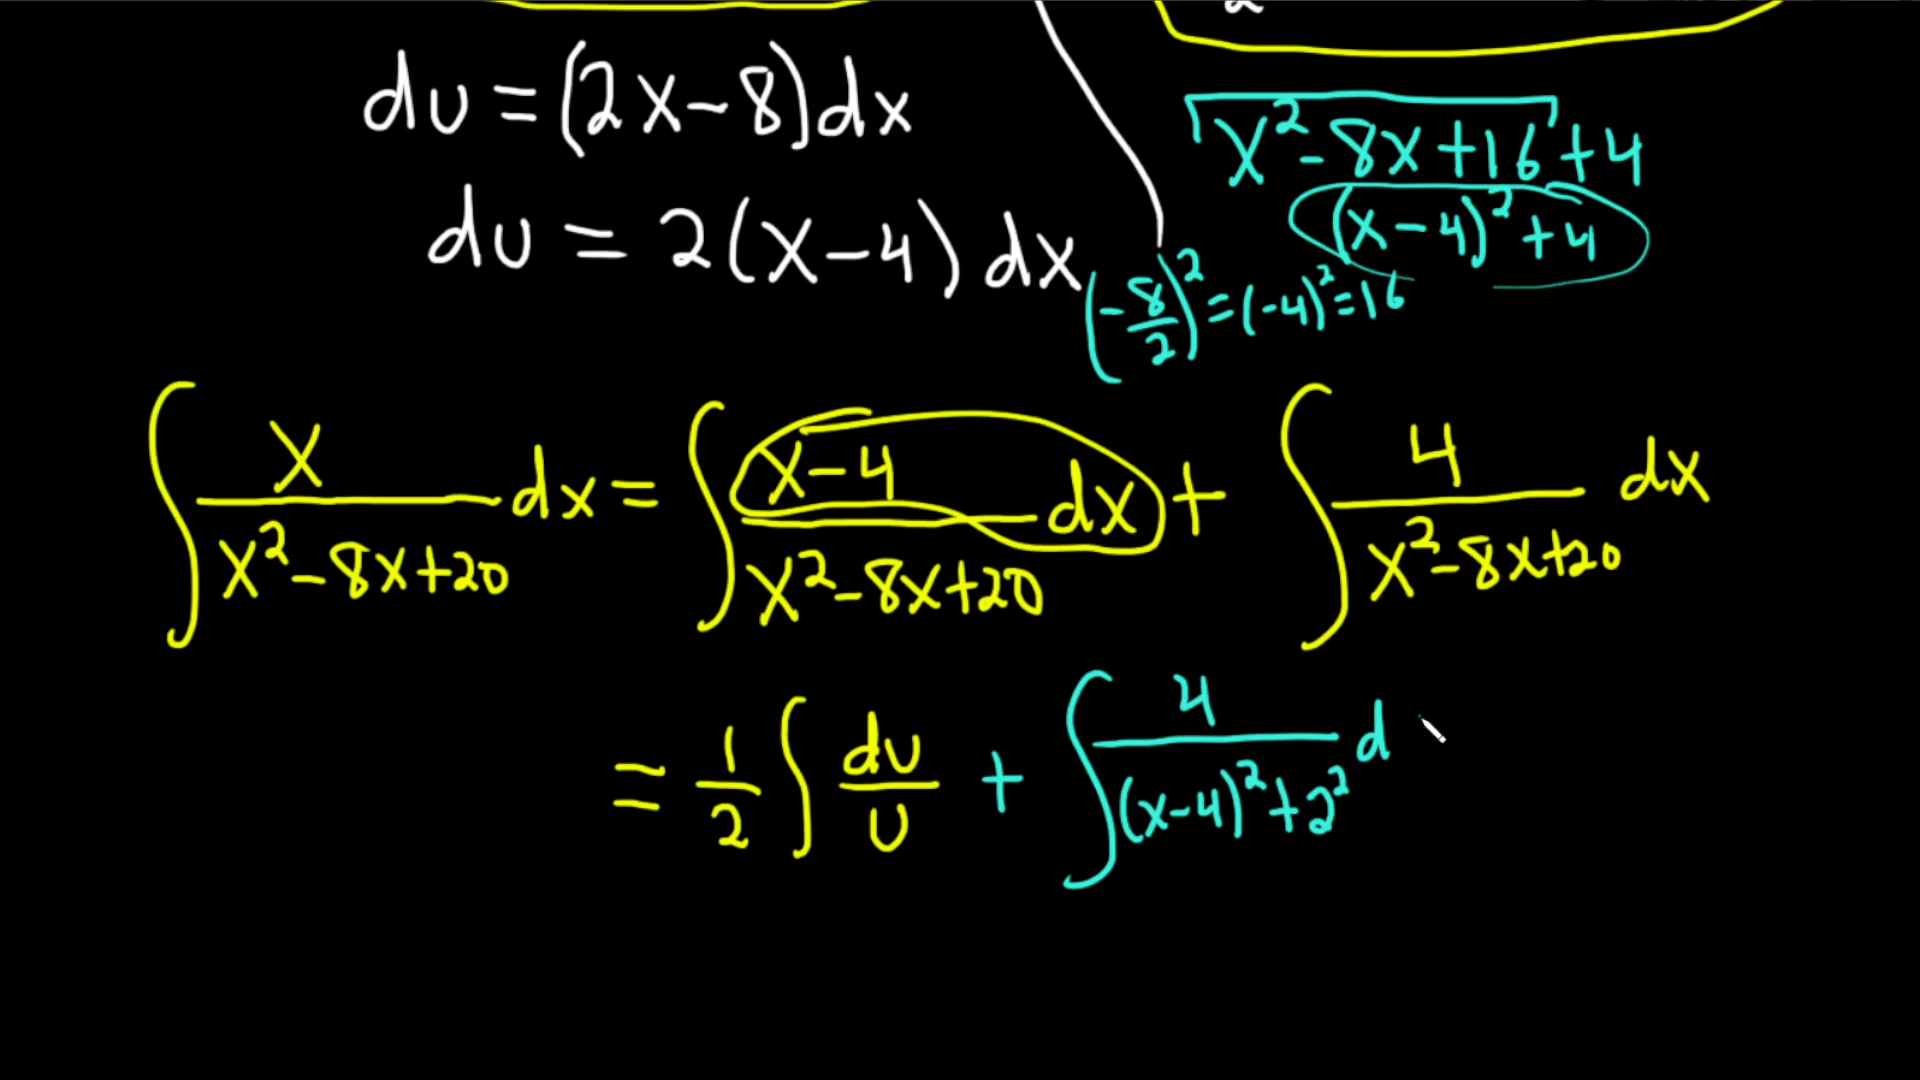 du = (2x-8)dx
du = 2(x-4) dx
x²-8x+16+4
(x-4)²+4
(-8/2)² = (-4)² = 16
∫ x/(x²-8x+20) dx = ∫ (x-4)/(x²-8x+20) dx + ∫ 4/(x²-8x+20) dx
= 1/2 ∫ du/u + ∫ 4/((x-4)²+2²) d